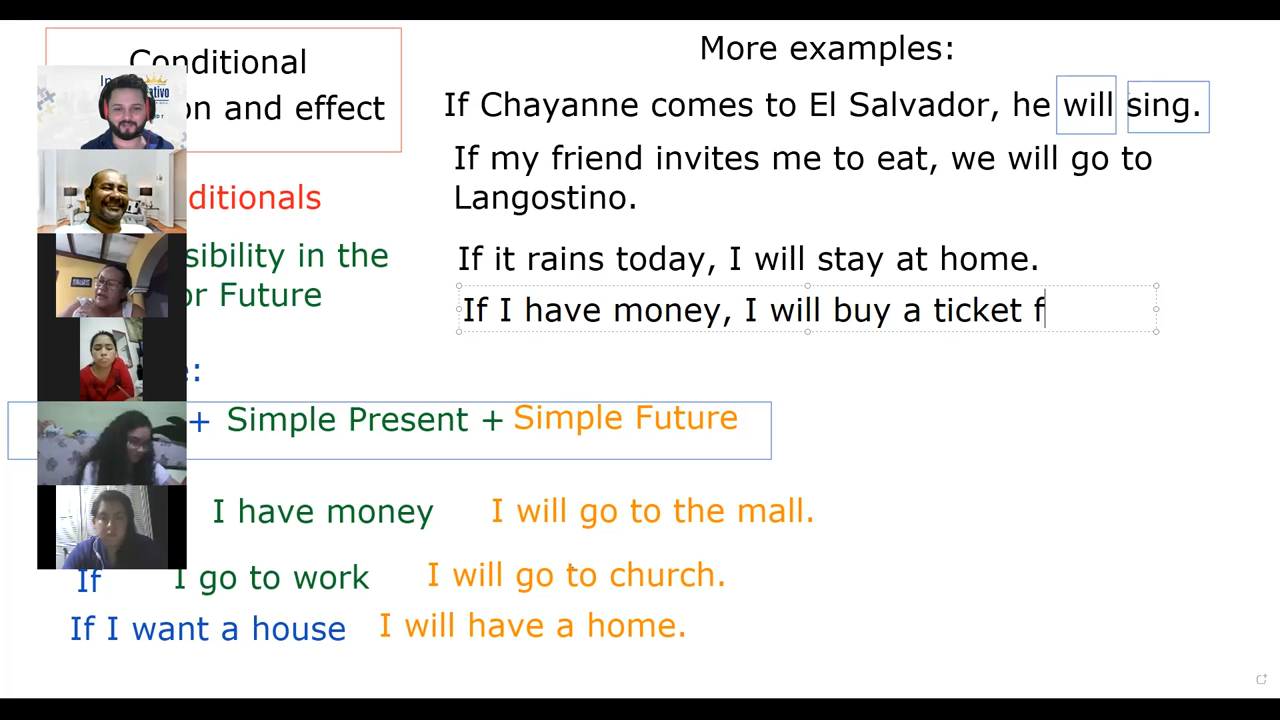 Conditional
on and effect
ditionals
sibility in the
or Future
e:
+ Simple Present + Simple Future
I have money I will go to the mall.
If I go to work I will go to church.
If I want a house I will have a home.
More examples:
If Chayanne comes to El Salvador, he will sing.
If my friend invites me to eat, we will go to
Langostino.
If it rains today, I will stay at home.
If I have money, I will buy a ticket f